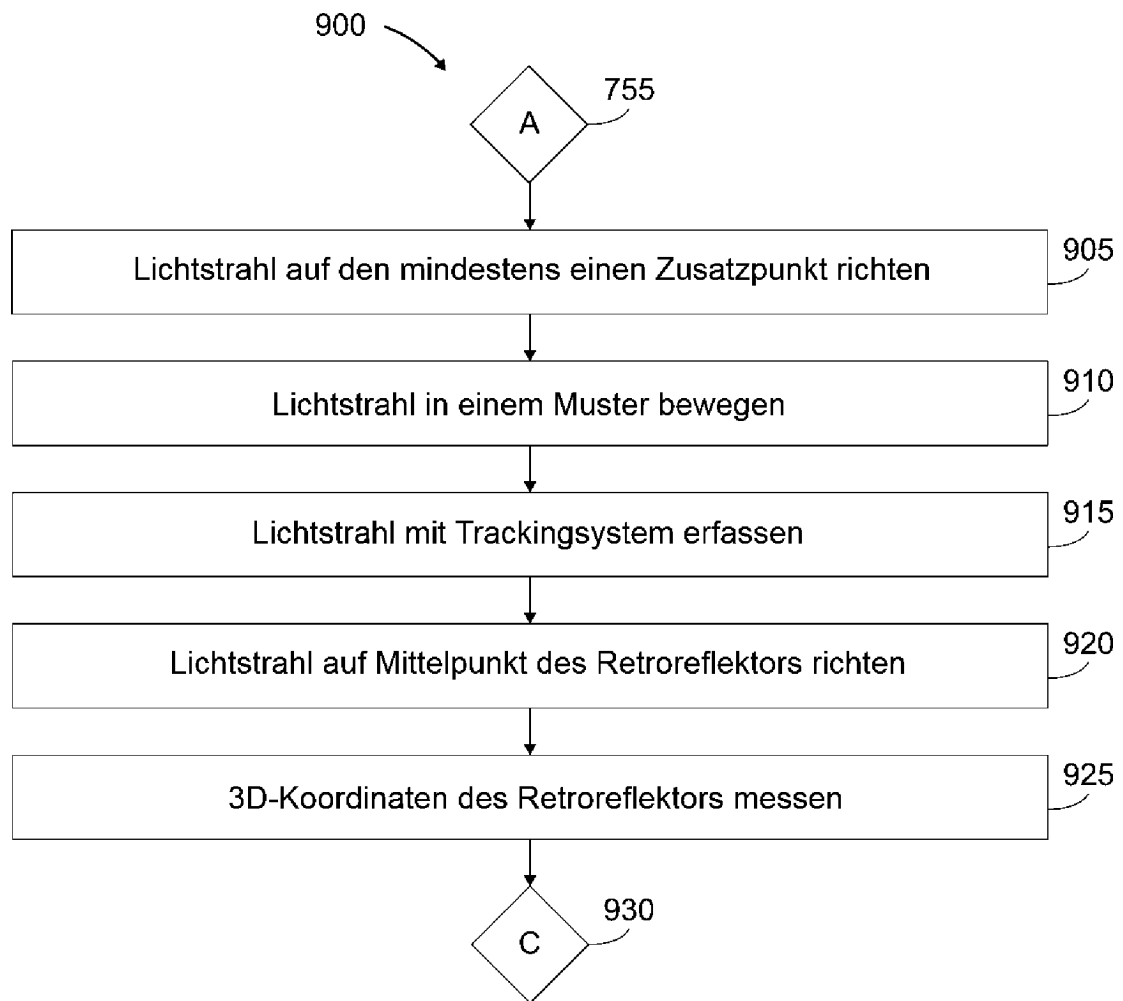 900
755
A
905
Lichtstrahl auf den mindestens einen Zusatzpunkt richten
910
Lichtstrahl in einem Muster bewegen
915
Lichtstrahl mit Trackingsystem erfassen
920
Lichtstrahl auf Mittelpunkt des Retroreflektors richten
925
3D-Koordinaten des Retroreflektors messen
930
C